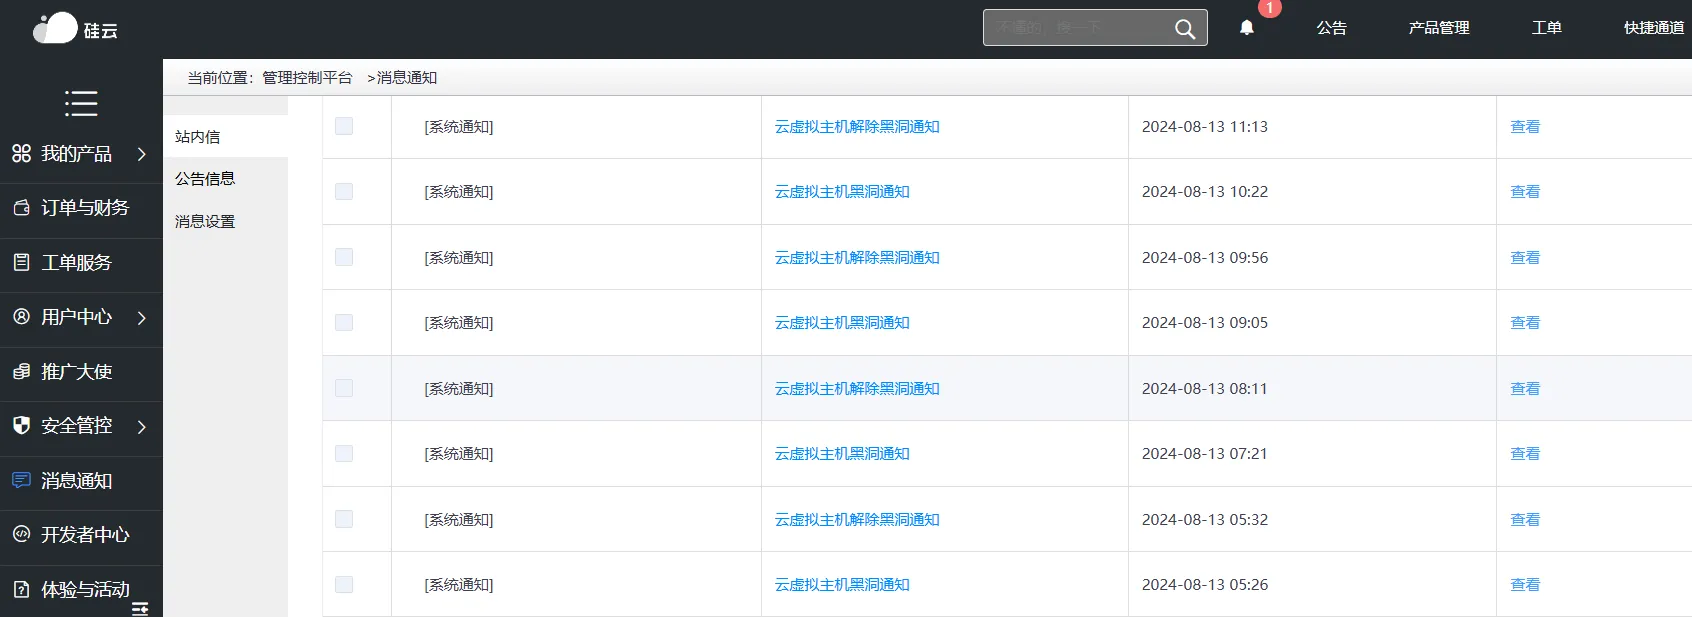 硅云
不懂的，搜一下
1
公告
产品管理
工单
快捷通道
当前位置：管理控制平台 >消息通知
我的产品
订单与财务
工单服务
用户中心
推广大使
安全管控
消息通知
开发者中心
体验与活动
站内信
公告信息
消息设置
[系统通知] 云虚拟主机解除黑洞通知 2024-08-13 11:13 查看
[系统通知] 云虚拟主机黑洞通知 2024-08-13 10:22 查看
[系统通知] 云虚拟主机解除黑洞通知 2024-08-13 09:56 查看
[系统通知] 云虚拟主机黑洞通知 2024-08-13 09:05 查看
[系统通知] 云虚拟主机解除黑洞通知 2024-08-13 08:11 查看
[系统通知] 云虚拟主机黑洞通知 2024-08-13 07:21 查看
[系统通知] 云虚拟主机解除黑洞通知 2024-08-13 05:32 查看
[系统通知] 云虚拟主机黑洞通知 2024-08-13 05:26 查看